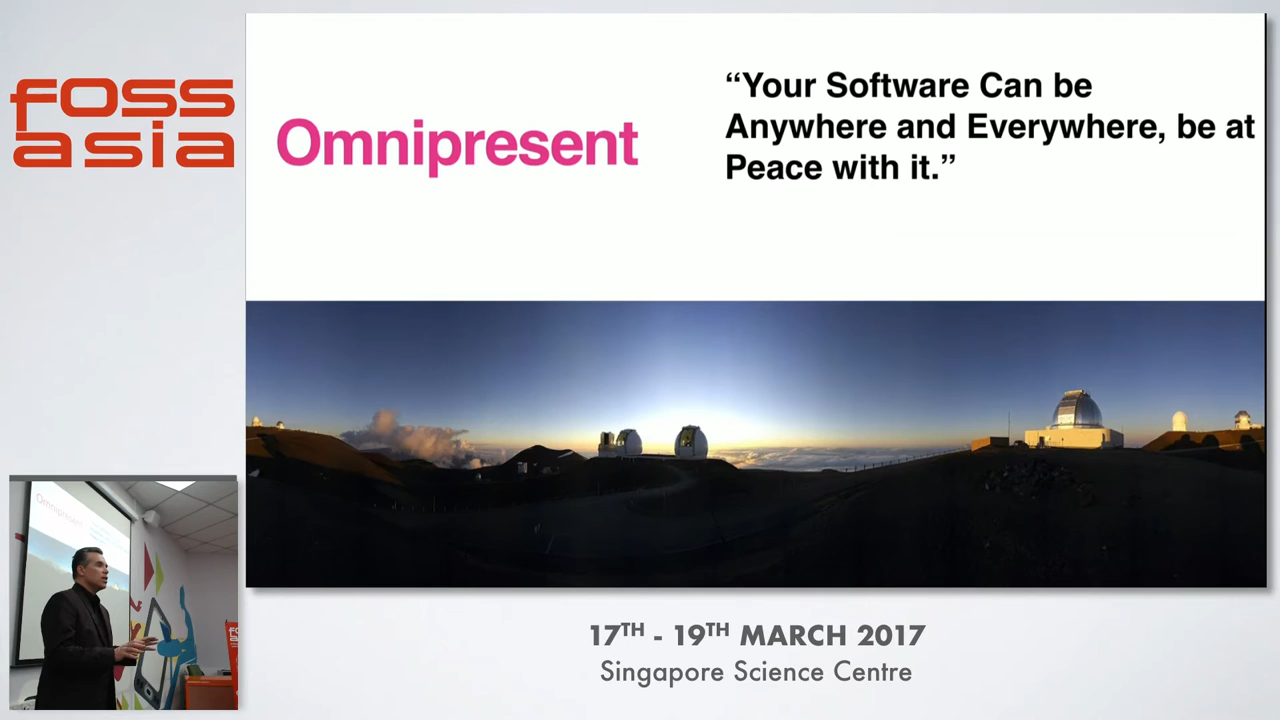 foss
asia
Omnipresent
“Your Software Can be
Anywhere and Everywhere, be at
Peace with it.”
Omnipresent
17TH - 19TH MARCH 2017
Singapore Science Centre